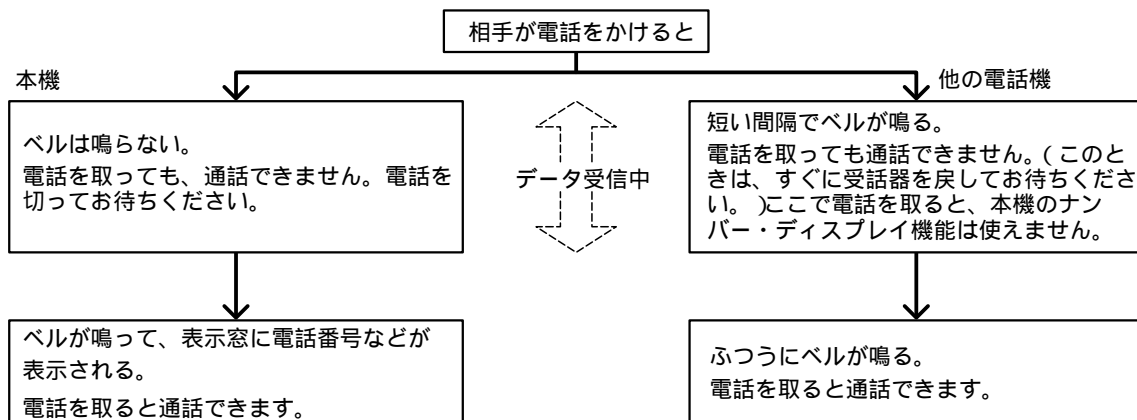 相手が電話をかけると
本機
他の電話機
ベルは鳴らない。
電話を取っても、通話できません。電話を
切ってお待ちください。
データ受信中
短い間隔でベルが鳴る。
電話を取っても通話できません。(このと
きは、すぐに受話器を戻してお待ちくださ
い。)ここで電話を取ると、本機のナン
バー・ディスプレイ機能は使えません。
ベルが鳴って、表示窓に電話番号などが
表示される。
電話を取ると通話できます。
ふつうにベルが鳴る。
電話を取ると通話できます。